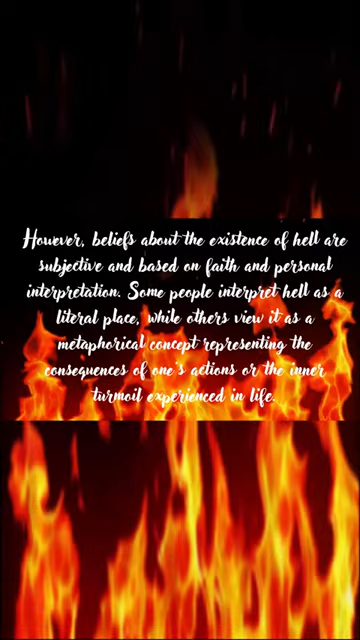 However, beliefs about the existence of hell are
subjective and based on faith and personal
interpretation. Some people interpret hell as a
literal place, while others view it as a
metaphorical concept representing the
consequences of one's actions or the inner
turmoil experienced in life.